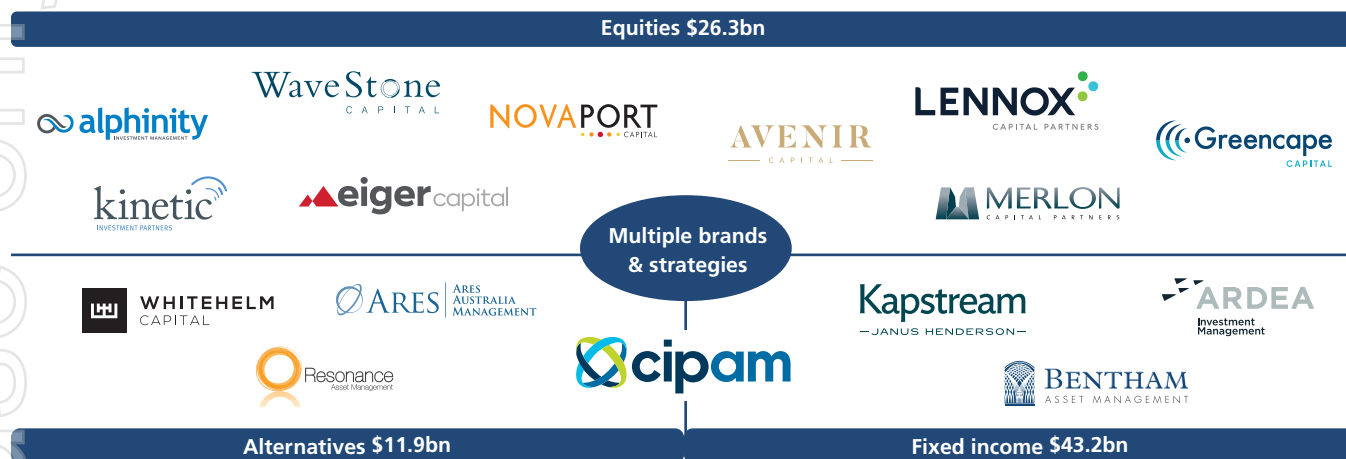 Equities $26.3bn
WaveStone
CAPITAL
alphinity
INVESTMENT MANAGEMENT
NOVAPORT
CAPITAL
AVENIR
CAPITAL
LENNOX
CAPITAL PARTNERS
Greencape
CAPITAL
kinetic
INVESTMENT PARTNERS
eiger capital
MERLON
CAPITAL PARTNERS
Multiple brands
& strategies
WHITEHELM
CAPITAL
ARES
ARES
AUSTRALIA
MANAGEMENT
Kapstream
—JANUS HENDERSON—
ARDEA
Investment
Management
Resonance
Asset Management
cipam
BENTHAM
ASSET MANAGEMENT
Alternatives $11.9bn
Fixed income $43.2bn